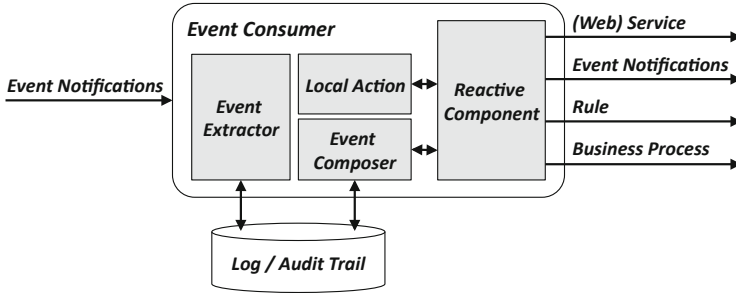 Event Consumer
Event Notifications
Event
Extractor
Local Action
Event
Composer
Reactive
Component
(Web) Service
Event Notifications
Rule
Business Process
Log / Audit Trail